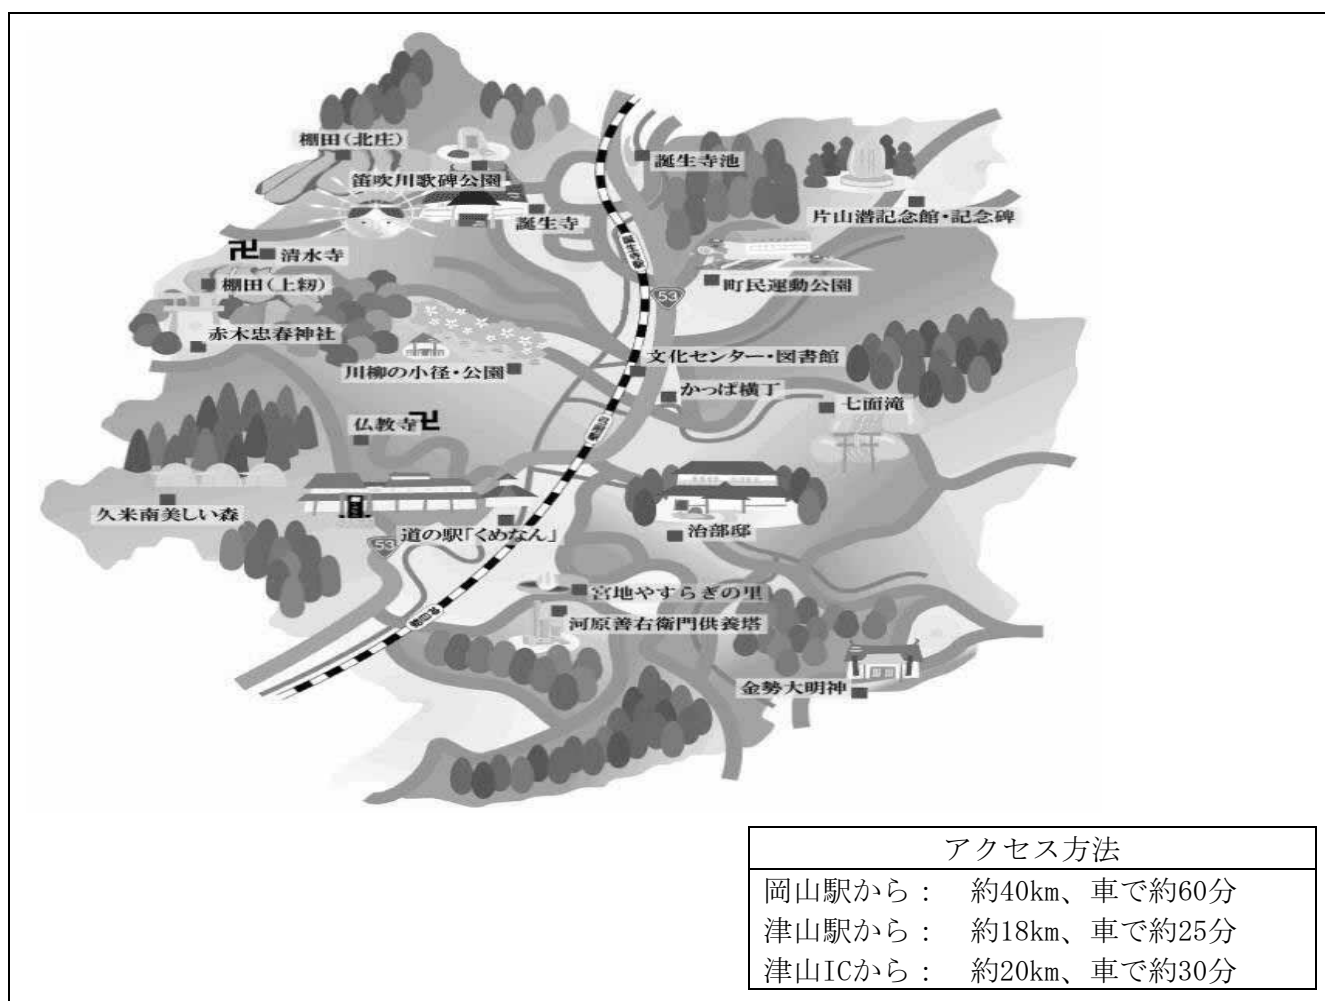 棚田(北庄)
笛吹川歌碑公園
誕生寺
誕生寺池
片山潜記念館・記念碑
卍
清水寺
棚田(上籾)
赤木忠春神社
川柳の小径・公園
町民運動公園
53
文化センター・図書館
かっぱ横丁
七面滝
仏教寺
卍
久米南美しい森
道の駅「くめなん」
53
治部邸
宮地やすらぎの里
河原善右衛門供養塔
金勢大明神
アクセス方法
岡山駅から: 約40km、車で約60分
津山駅から: 約18km、車で約25分
津山ICから: 約20km、車で約30分